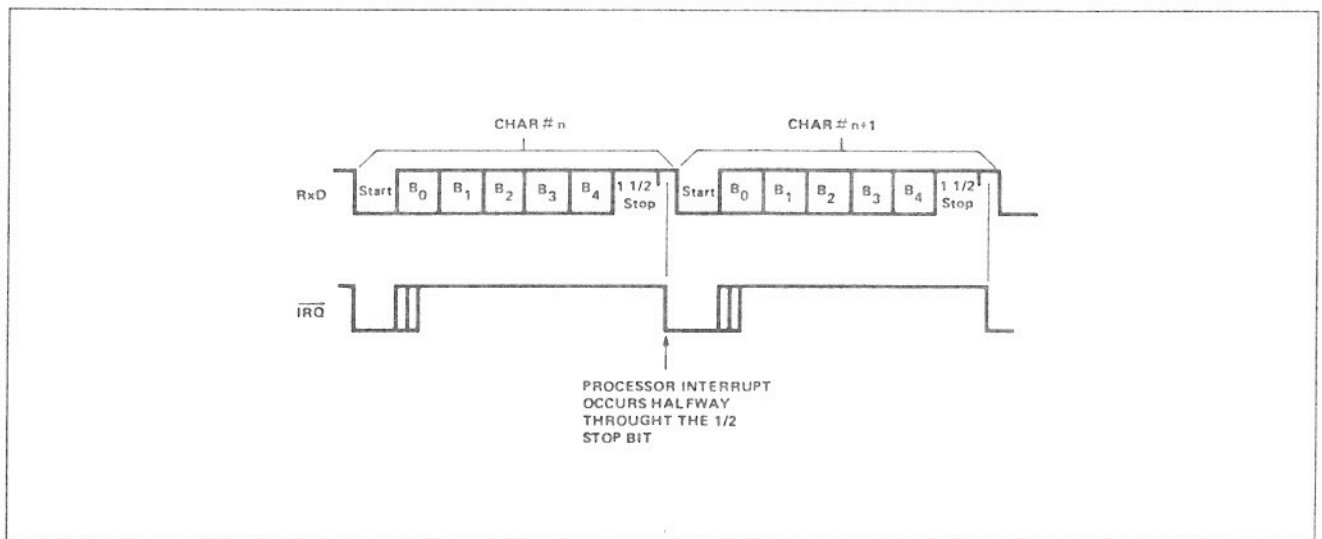 CHAR # n
CHAR # n+1
RxD
Start B0 B1 B2 B3 B4 1 1/2 Stop Start B0 B1 B2 B3 B4 1 1/2 Stop
IRQ
PROCESSOR INTERRUPT
OCCURS HALFWAY
THROUGHT THE 1/2
STOP BIT